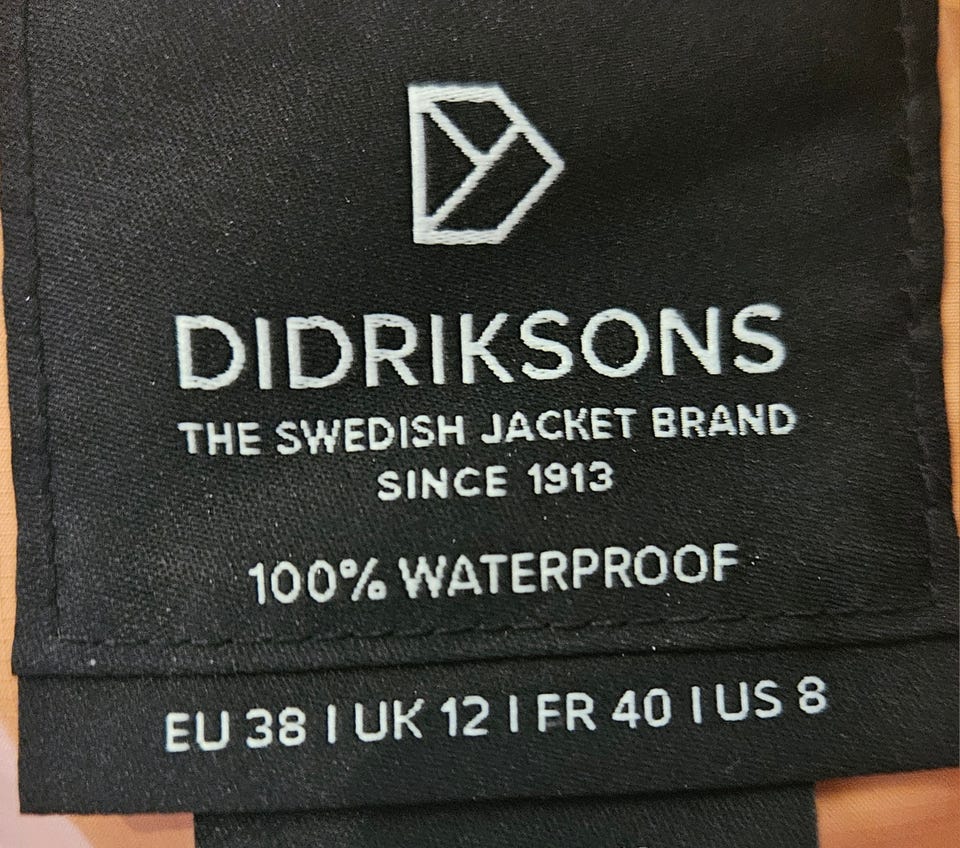 DIDRIKSONS
THE SWEDISH JACKET BRAND
SINCE 1913
100% WATERPROOF
EU 38 | UK 12 | FR 40 | US 8